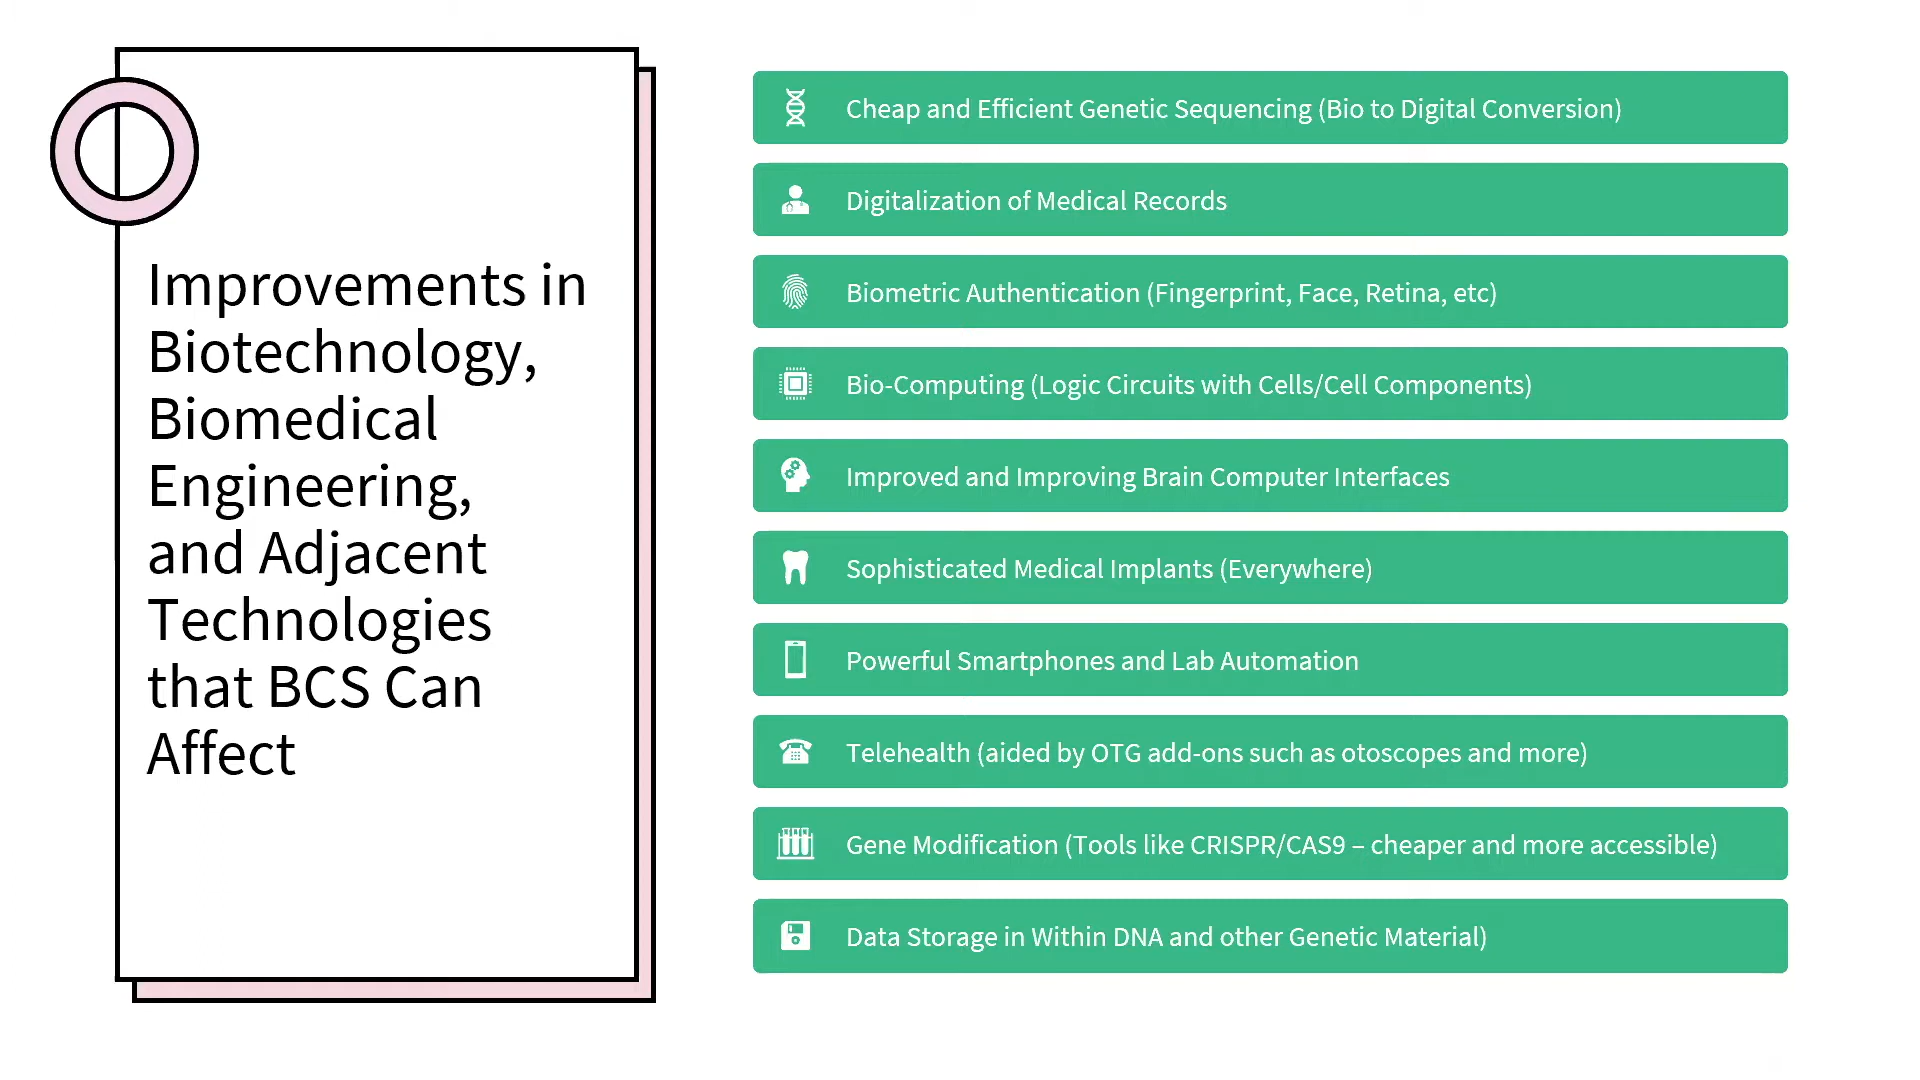 Improvements in
Biotechnology,
Biomedical
Engineering,
and Adjacent
Technologies
that BCS Can
Affect
Cheap and Efficient Genetic Sequencing (Bio to Digital Conversion)
Digitalization of Medical Records
Biometric Authentication (Fingerprint, Face, Retina, etc)
Bio-Computing (Logic Circuits with Cells/Cell Components)
Improved and Improving Brain Computer Interfaces
Sophisticated Medical Implants (Everywhere)
Powerful Smartphones and Lab Automation
Telehealth (aided by OTG add-ons such as otoscopes and more)
Gene Modification (Tools like CRISPR/CAS9 – cheaper and more accessible)
Data Storage in Within DNA and other Genetic Material)